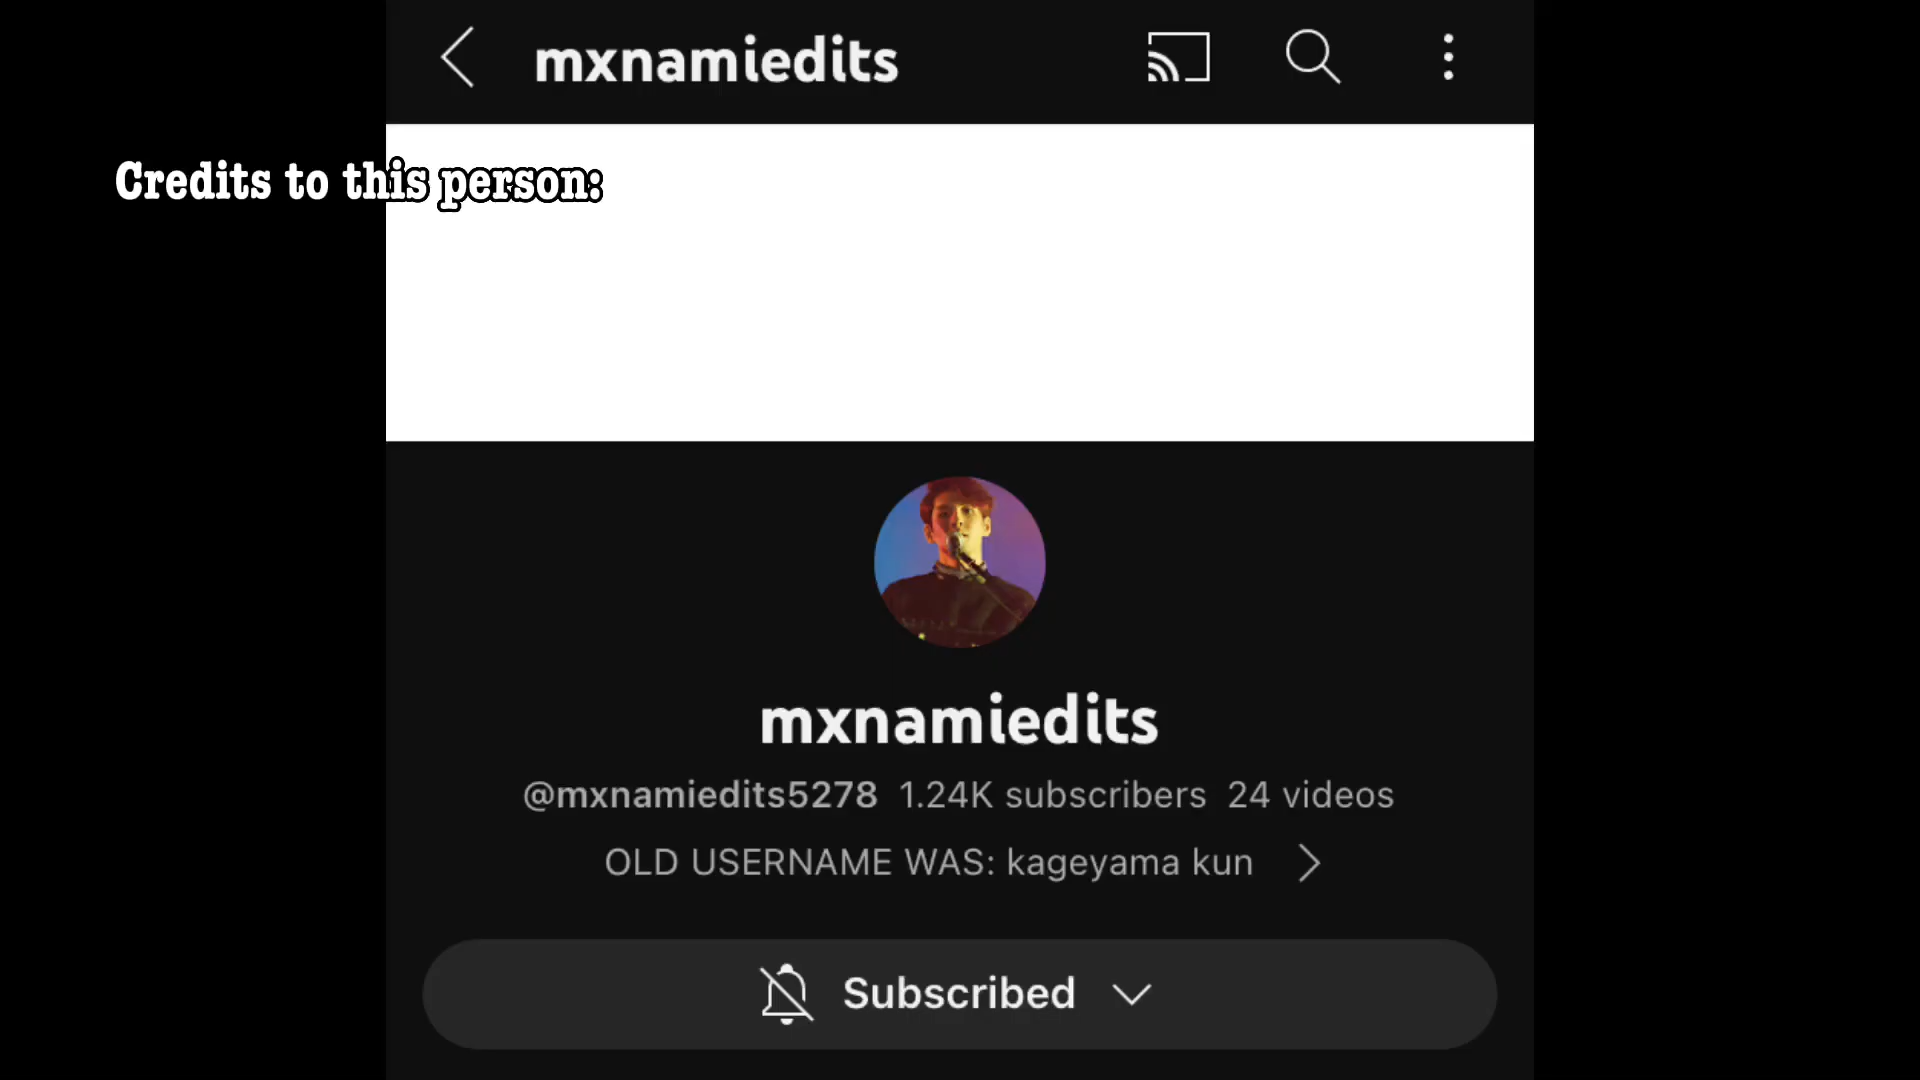 mxnamiedits
Credits to this person:
mxnamiedits
@mxnamiedits5278 1.24K subscribers 24 videos
OLD USERNAME WAS: kageyama kun
Subscribed